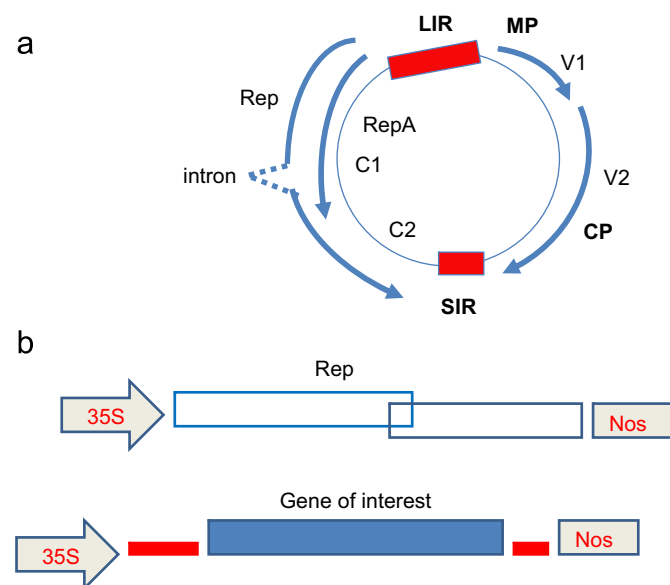 a
LIR
MP
V1
Rep
RepA
intron
C1
V2
C2
CP
SIR
b
Rep
35S
Nos
Gene of interest
35S
Nos